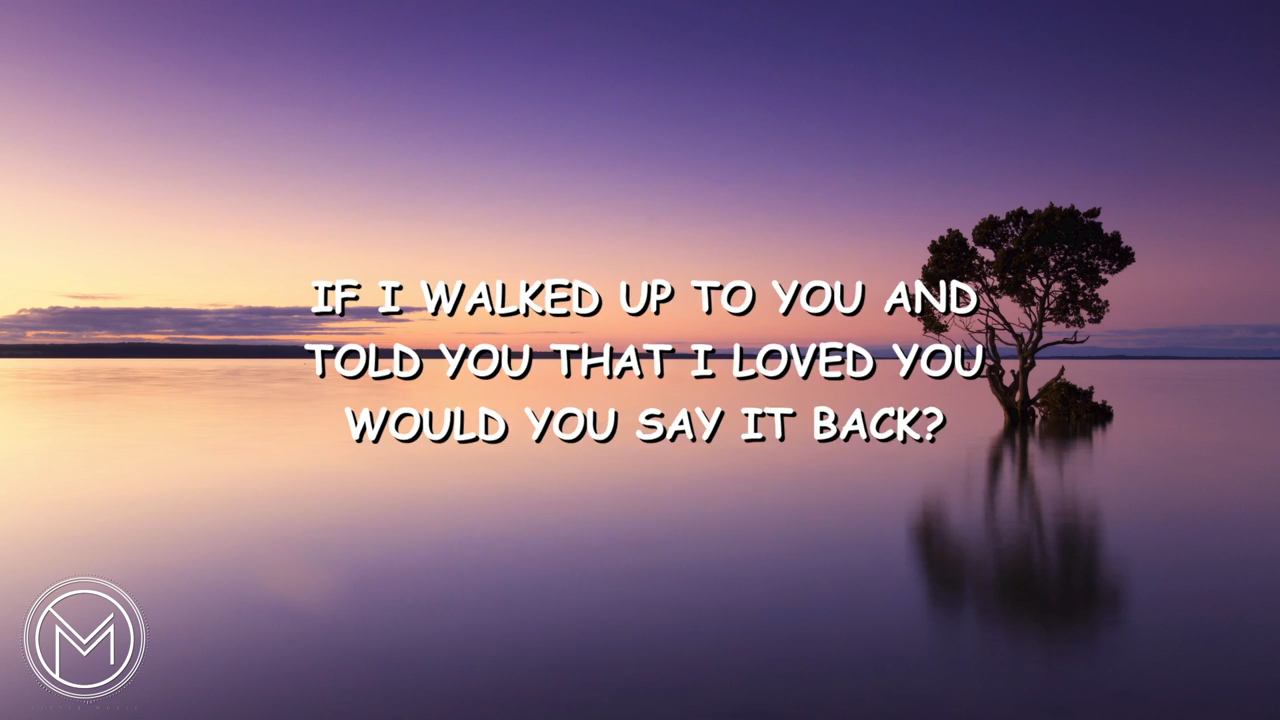 IF I WALKED UP TO YOU AND
TOLD YOU THAT I LOVED YOU
WOULD YOU SAY IT BACK?
M